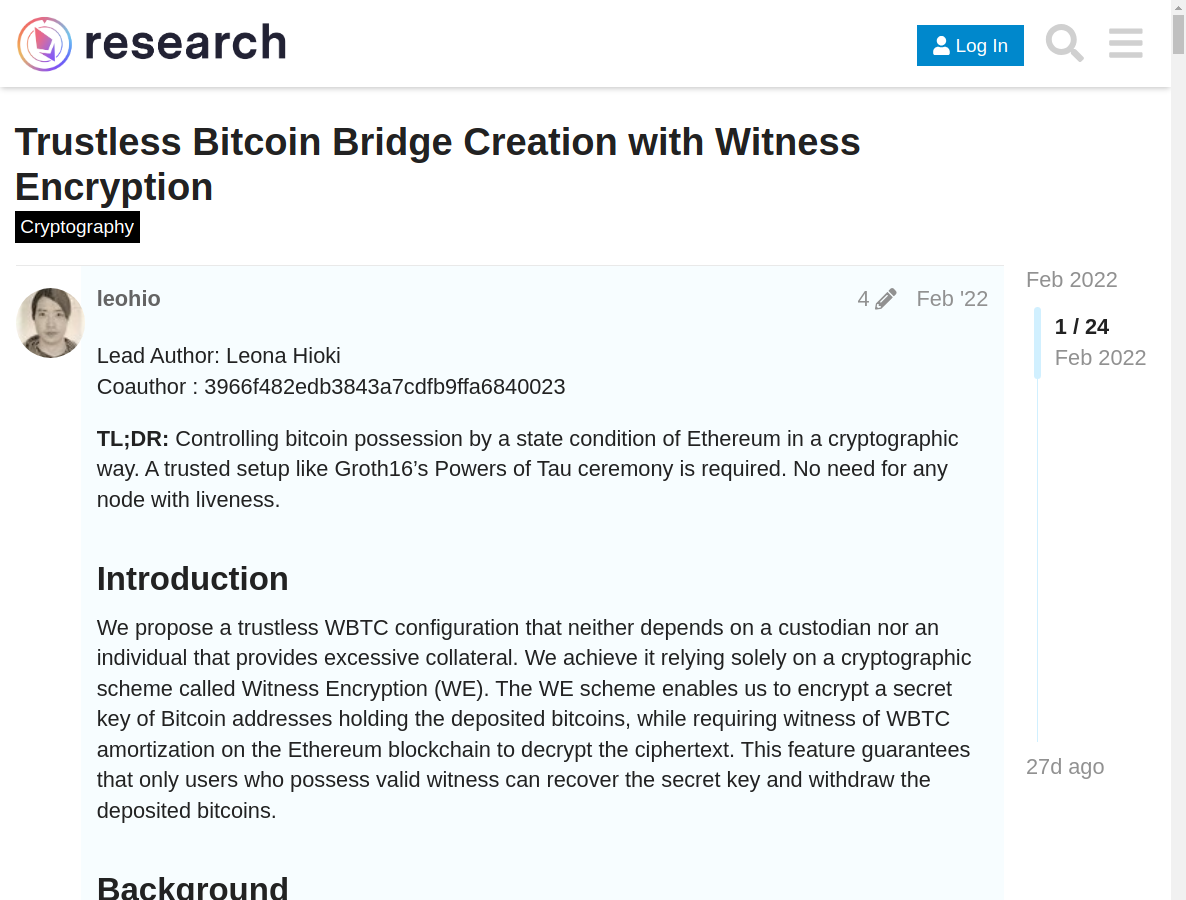 research
Log In
Trustless Bitcoin Bridge Creation with Witness
Encryption
Cryptography
leohio
4
Feb '22
Lead Author: Leona Hioki
Coauthor : 3966f482edb3843a7cdfb9ffa6840023
TL;DR: Controlling bitcoin possession by a state condition of Ethereum in a cryptographic
way. A trusted setup like Groth16’s Powers of Tau ceremony is required. No need for any
node with liveness.
Introduction
We propose a trustless WBTC configuration that neither depends on a custodian nor an
individual that provides excessive collateral. We achieve it relying solely on a cryptographic
scheme called Witness Encryption (WE). The WE scheme enables us to encrypt a secret
key of Bitcoin addresses holding the deposited bitcoins, while requiring witness of WBTC
amortization on the Ethereum blockchain to decrypt the ciphertext. This feature guarantees
that only users who possess valid witness can recover the secret key and withdraw the
deposited bitcoins.
Background
Feb 2022
1 / 24
Feb 2022
27d ago